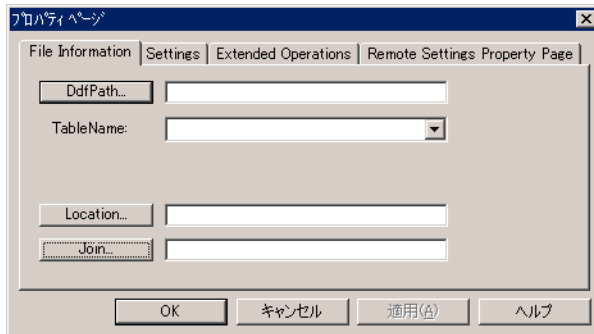 ﾌﾟﾛﾊﾟﾃｨ ﾍﾟｰｼﾞ
File Information Settings Extended Operations Remote Settings Property Page
DdfPath...
TableName:
Location...
Join...
OK キャンセル 適用(A) ヘルプ